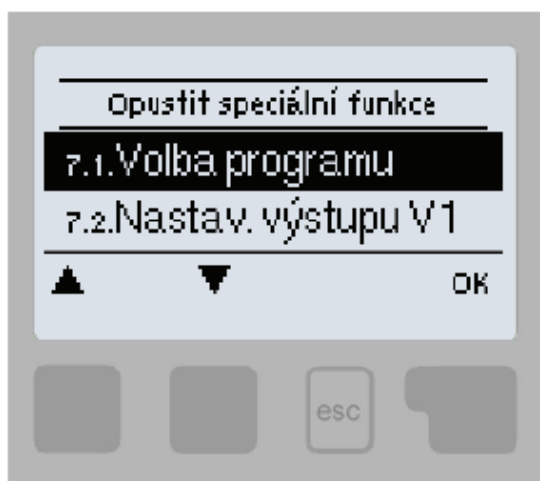 Opustit speciální funkce
7.1.Volba programu
7.2.Nastav. výstupu V1
▲ ▼ OK
esc